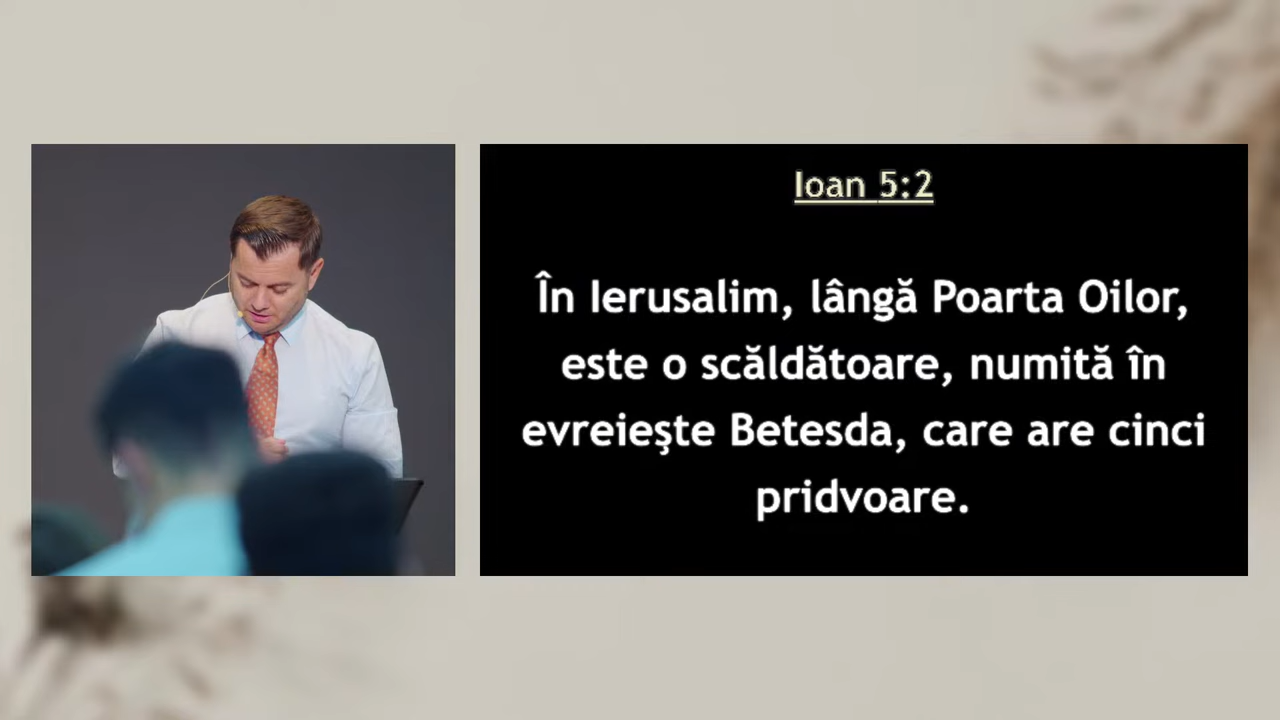 Ioan 5:2
În Ierusalim, lângă Poarta Oilor,
este o scăldătoare, numită în
evreieşte Betesda, care are cinci
pridvoare.